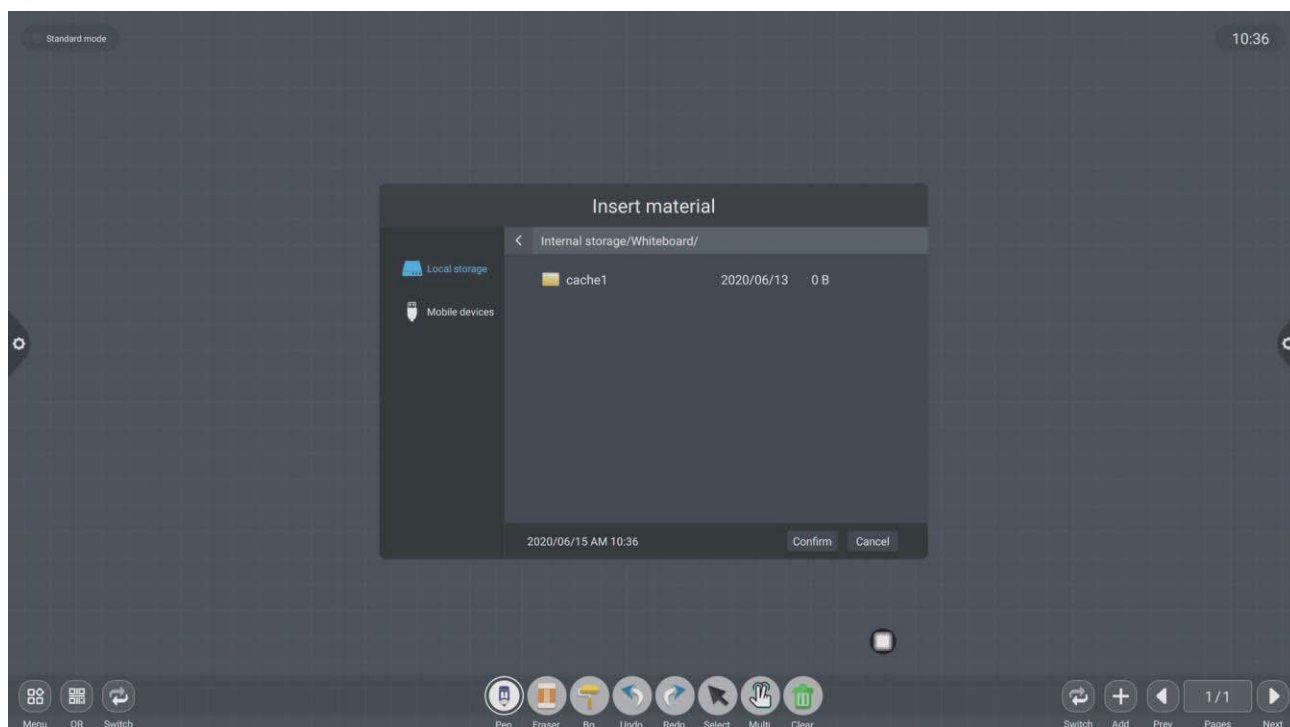 Standard mode
10:36
Insert material
Internal storage/Whiteboard/
Local storage
cache1 2020/06/13 0 B
Mobile devices
2020/06/15 AM 10:36 Confirm Cancel
1/1
Menu QR Switch Pen Eraser Bg Undo Redo Select Multi Clear Switch Add Prev Pages Next